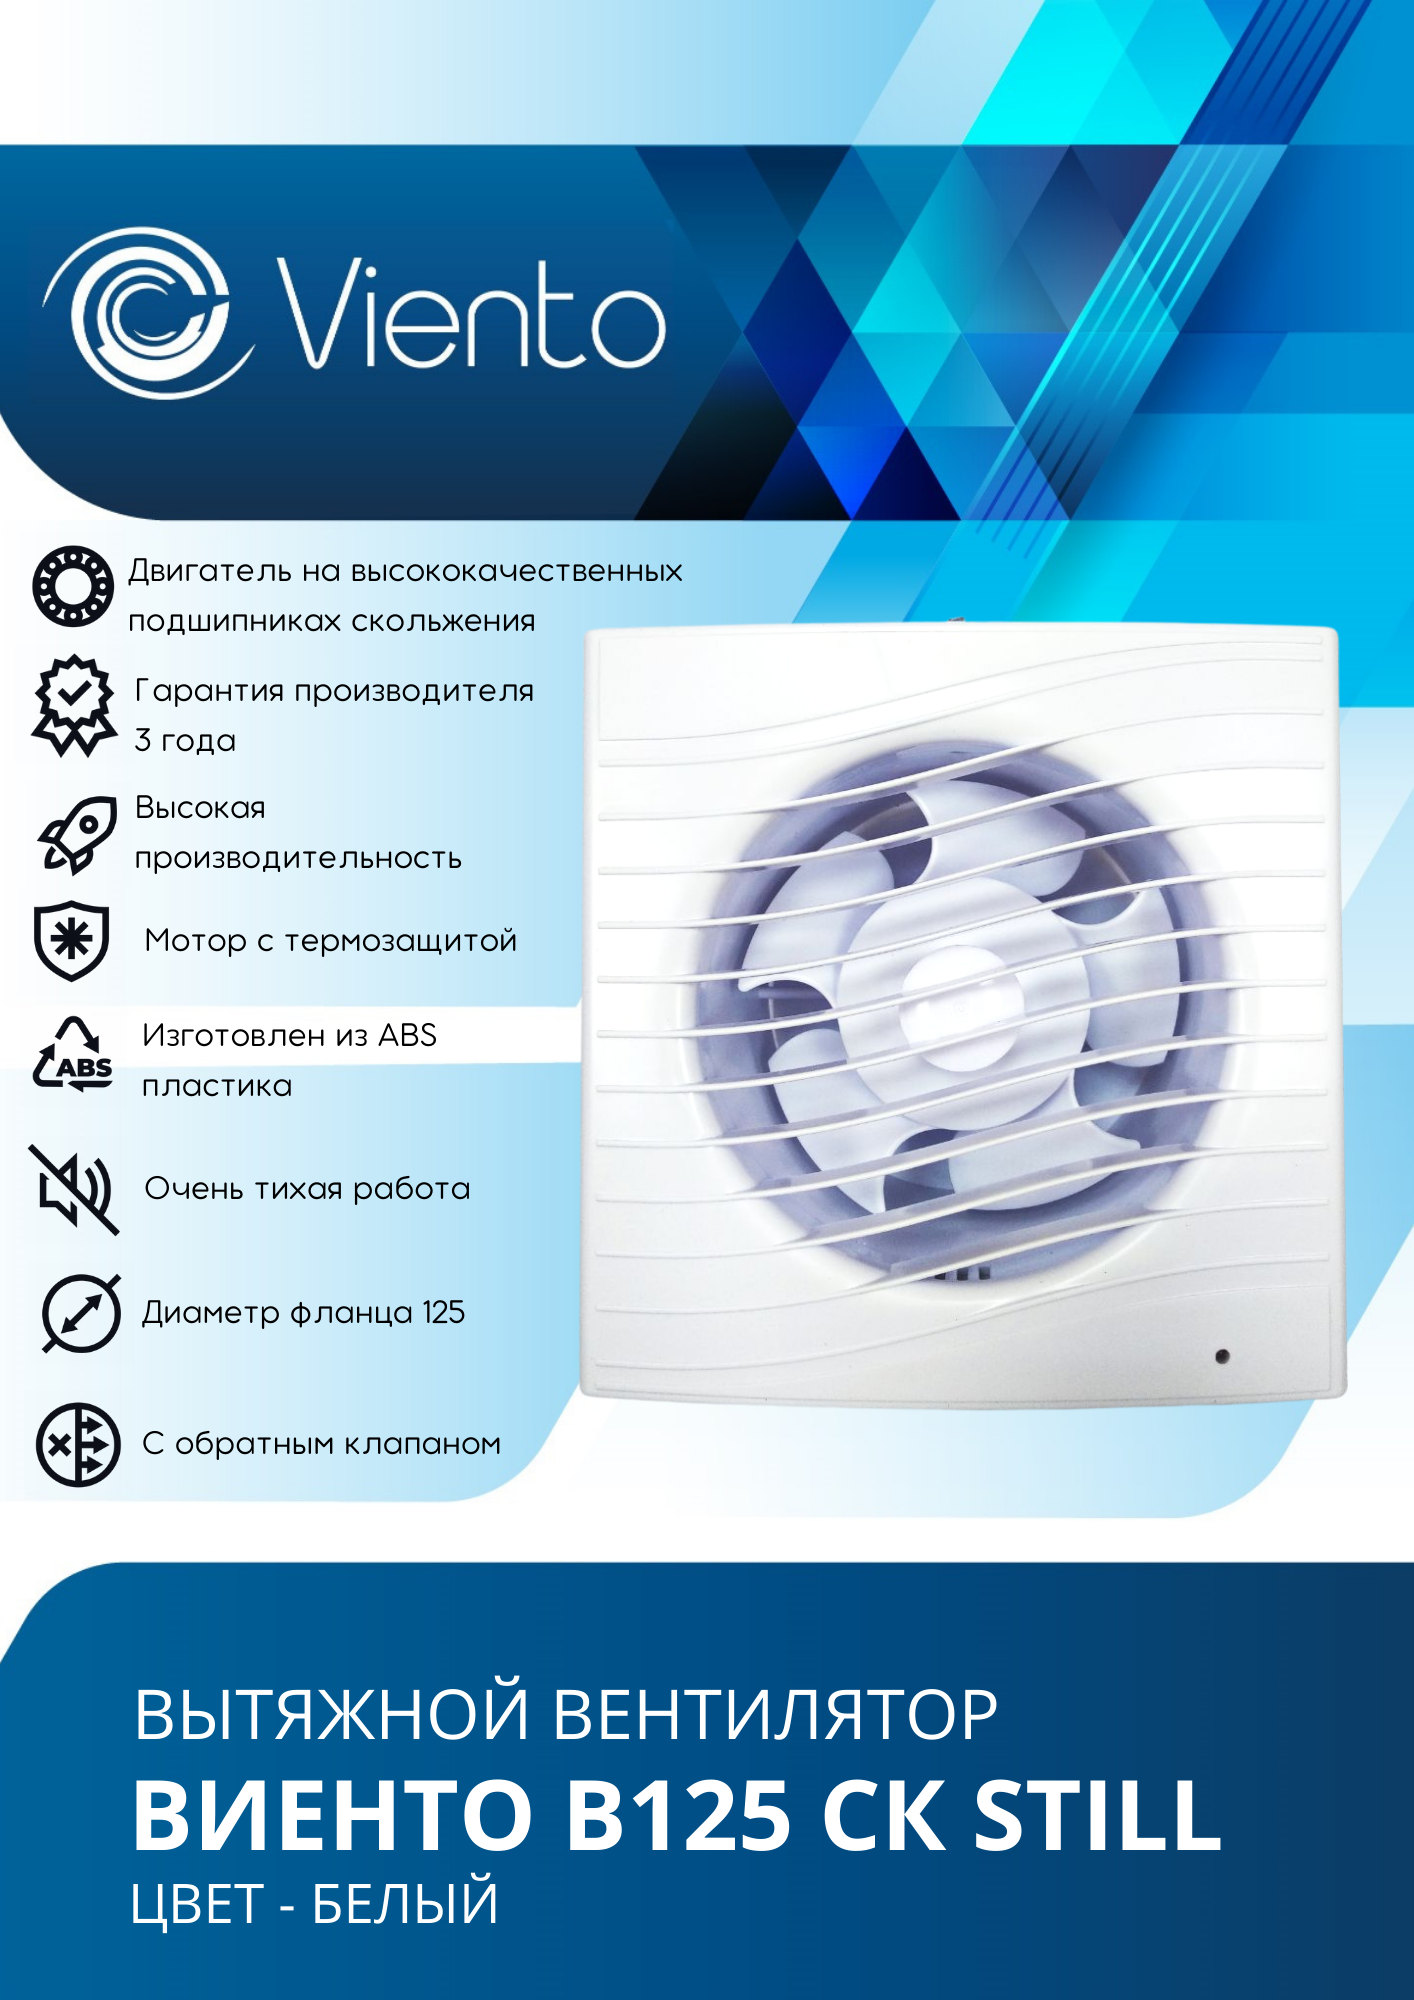 Viento
Двигатель на высококачественных
подшипниках скольжения
Гарантия производителя
3 года
Высокая
производительность
Мотор с термозащитой
Изготовлен из ABS
пластика
ABS
Очень тихая работа
Диаметр фланца 125
С обратным клапаном
ВЫТЯЖНОЙ ВЕНТИЛЯТОР
ВИЕНТО В125 СК STILL
ЦВЕТ - БЕЛЫЙ